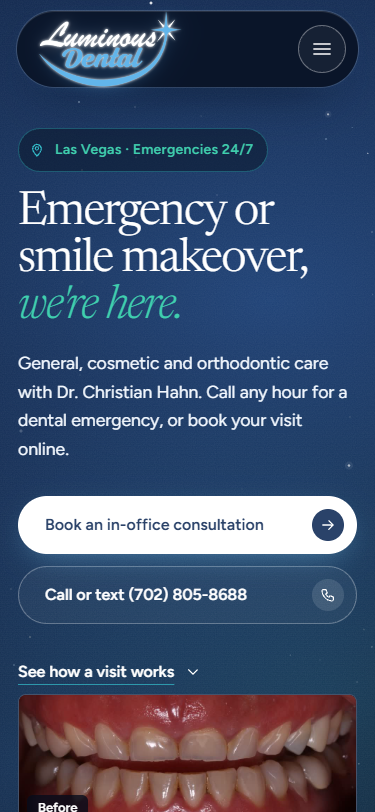 Luminous
Dental
Las Vegas · Emergencies 24/7
Emergency or
smile makeover,
we're here.
General, cosmetic and orthodontic care
with Dr. Christian Hahn. Call any hour for a
dental emergency, or book your visit
online.
Book an in-office consultation
Call or text (702) 805-8688
See how a visit works
Before